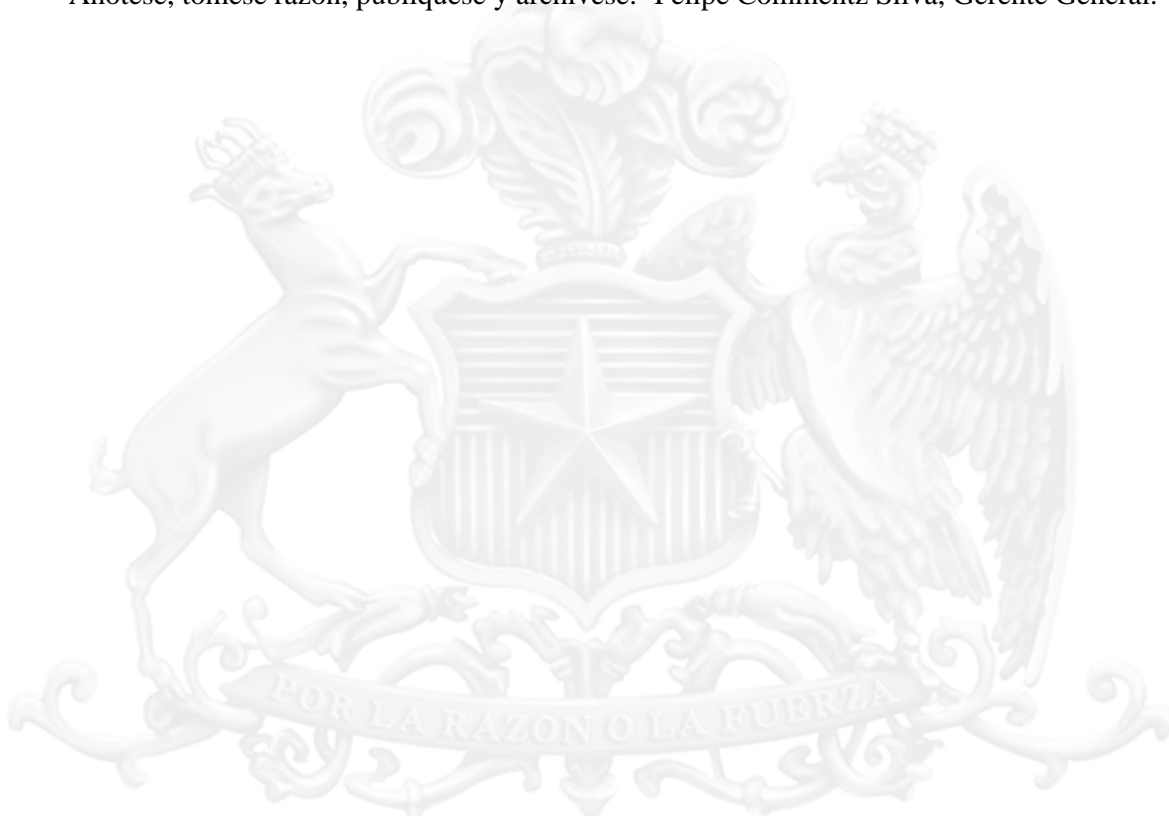 Anótese, tómese razón, publíquese y archívese.- Felipe Commentz Silva, Gerente General.
POR LA RAZON O LA FUERZA